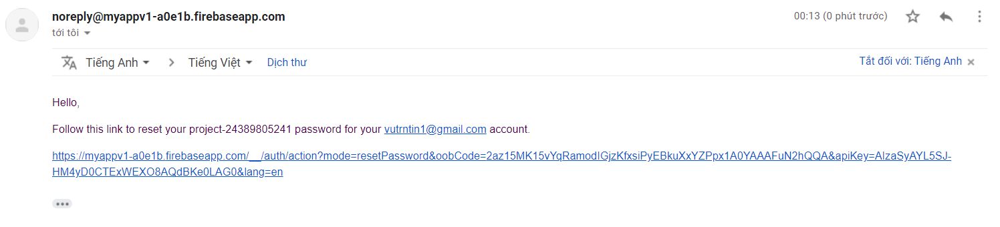 noreply@myappv1-a0e1b.firebaseapp.com
00:13 (0 phút trước)
tới tôi
Tiếng Anh
Tiếng Việt
Dịch thư
Tắt đối với: Tiếng Anh
Hello,
Follow this link to reset your project-24389805241 password for your vutrntin1@gmail.com account.
https://myappv1-a0e1b.firebaseapp.com/__/auth/action?mode=resetPassword&oobCode=2az15MK15vYqRamodIGjzKfxsiPyEBkuXxYZPpx1A0YAAAFuN2hQQA&apiKey=AIzaSyAYL5SJ-
HM4yD0CTExWEXO8AQdBKe0LAG0&lang=en